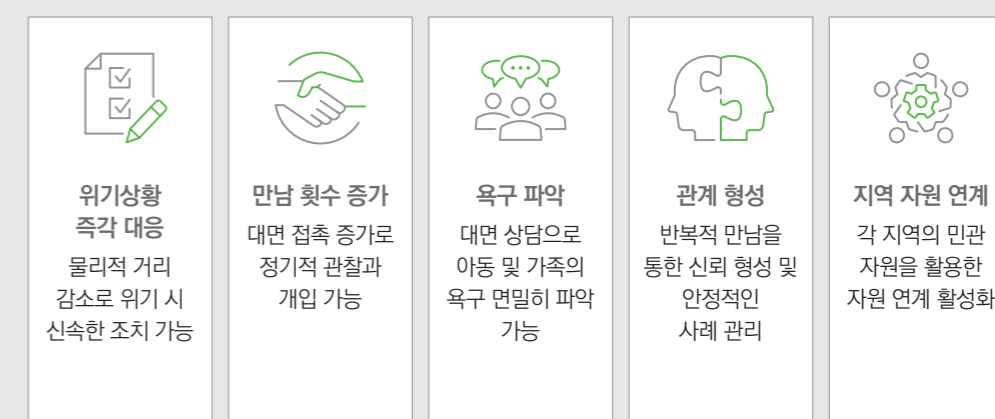 위기상황
즉각 대응
물리적 거리
감소로 위기 시
신속한 조치 가능
만남 횟수 증가
대면 접촉 증가로
정기적 관찰과
개입 가능
욕구 파악
대면 상담으로
아동 및 가족의
욕구 면밀히 파악
가능
관계 형성
반복적 만남을
통한 신뢰 형성 및
안정적인
사례 관리
지역 자원 연계
각 지역의 민관
자원을 활용한
자원 연계 활성화